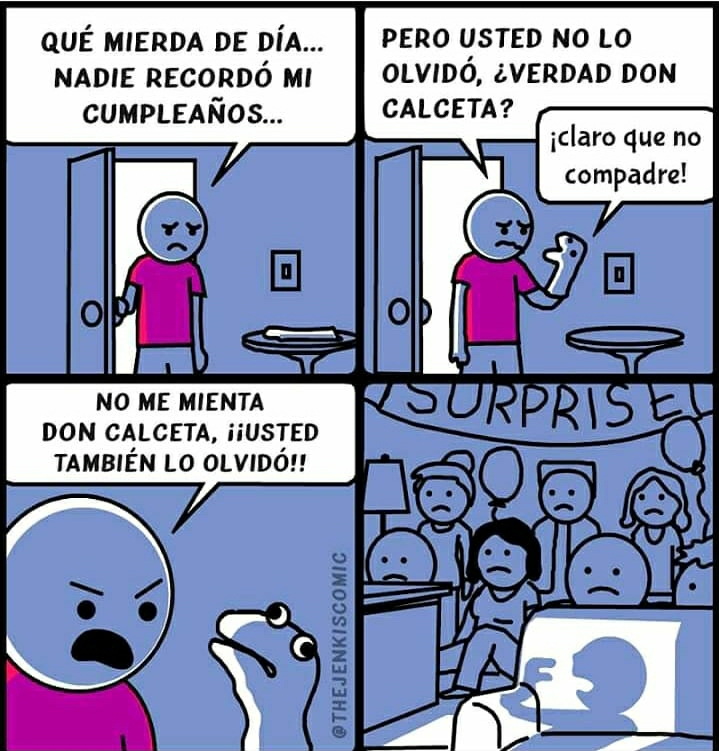 QUÉ MIERDA DE DÍA...
NADIE RECORDÓ MI
CUMPLEAÑOS...
PERO USTED NO LO
OLVIDÓ, ¿VERDAD DON
CALCETA?
¡claro que no
compadre!
NO ME MIENTA
DON CALCETA, ¡¡USTED
TAMBIÉN LO OLVIDÓ!!
@THEJENKISCOMIC
SURPRISE